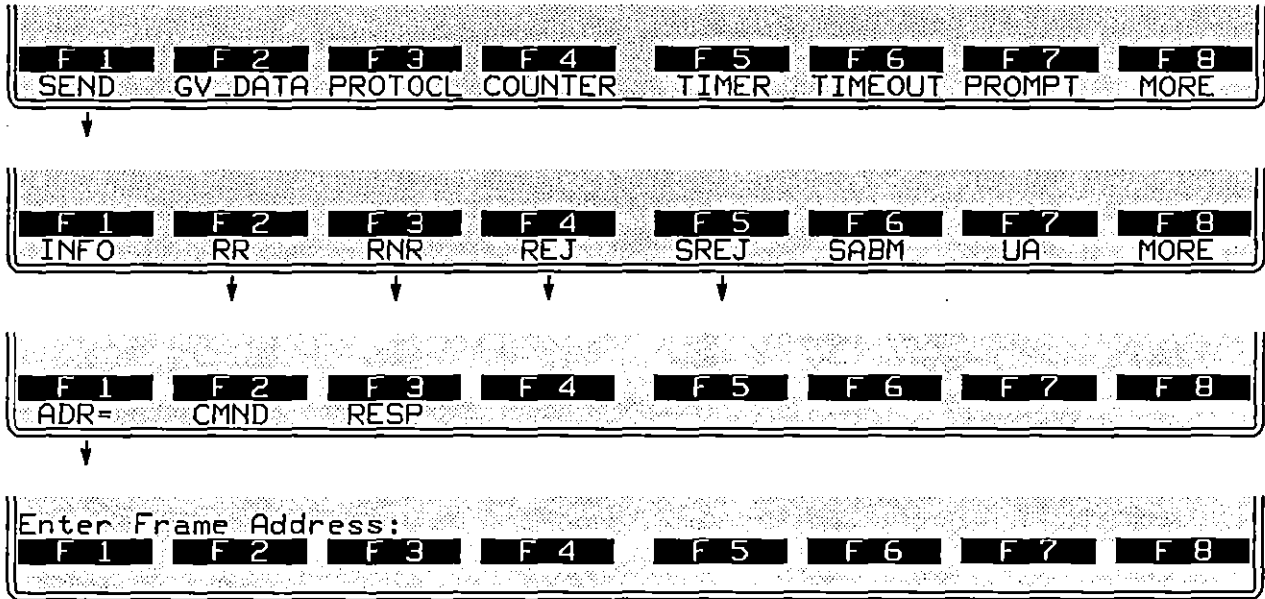 F 1 F 2 F 3 F 4 F 5 F 6 F 7 F 8
SEND GV_DATA PROTOCL COUNTER TIMER TIMEOUT PROMPT MORE
F 1 F 2 F 3 F 4 F 5 F 6 F 7 F 8
INFO RR RNR REJ SREJ SABM UA MORE
F 1 F 2 F 3 F 4 F 5 F 6 F 7 F 8
ADR= CMND RESP
Enter Frame Address:
F 1 F 2 F 3 F 4 F 5 F 6 F 7 F 8